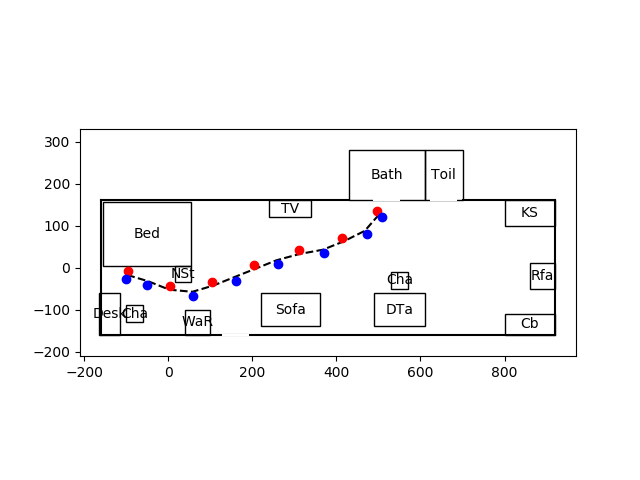 300
200
100
0
−100
−200
−200
0
200
400
600
800
Bath
Toil
TV
KS
Bed
NSt
Cha
Rfa
Desk
Cha
WaR
Sofa
DTa
Cb